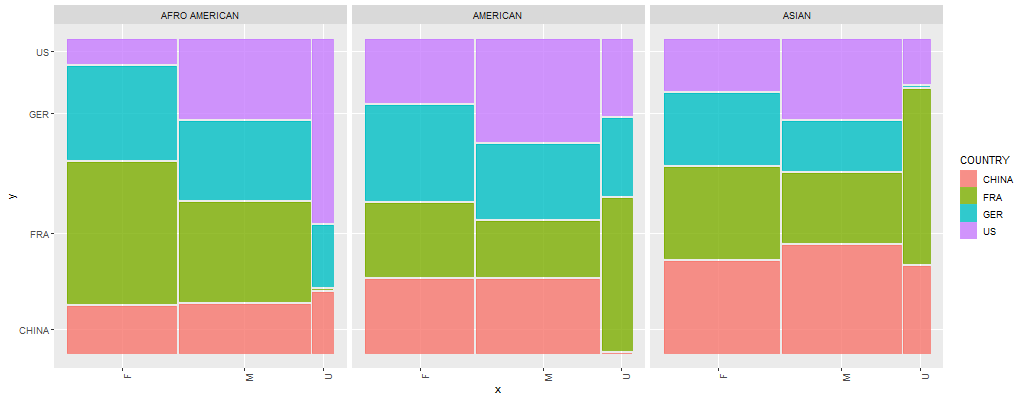 AFRO AMERICAN
AMERICAN
ASIAN
US
GER
FRA
CHINA
y
F
M
U
F
M
U
F
M
U
x
COUNTRY
CHINA
FRA
GER
US